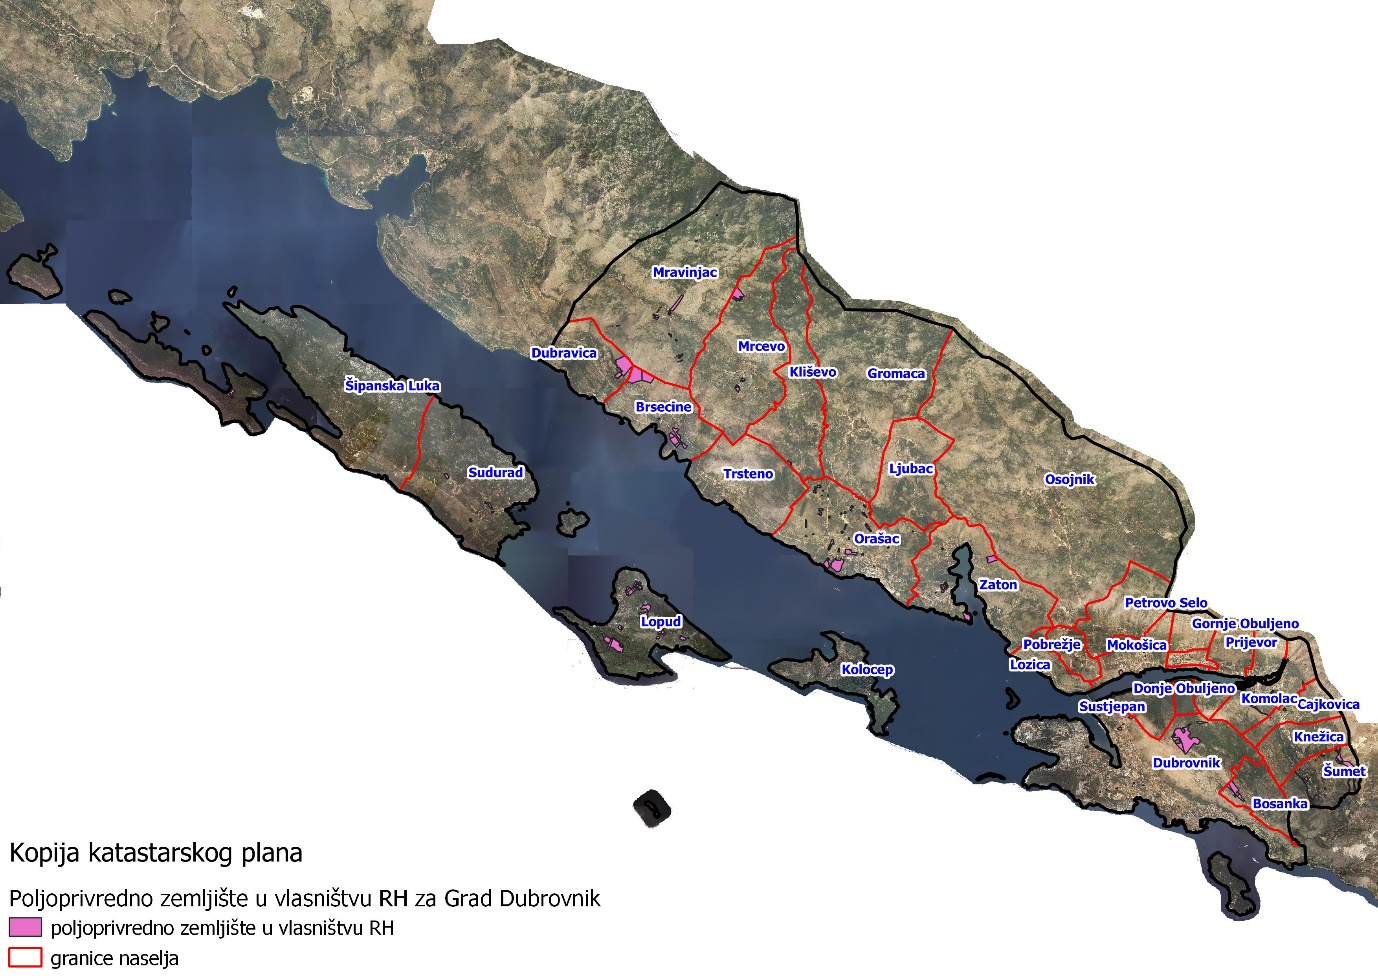 Mravinjac
Dubravica
Mrcevo
Kliševo
Gromaca
Šipanska Luka
Brsecine
Sudurad
Trsteno
Ljubac
Osojnik
Orašac
Zaton
Petrovo Selo
Lopud
Gornje Obuljeno
Pobrežje
Mokošica
Prijevor
Lozica
Kolocep
Donje Obuljeno
Komolac
Cajkovica
Sustjepan
Knežica
Dubrovnik
Šumet
Bosanka
Kopija katastarskog plana
Poljoprivredno zemljište u vlasništvu RH za Grad Dubrovnik
poljoprivredno zemljište u vlasništvu RH
granice naselja